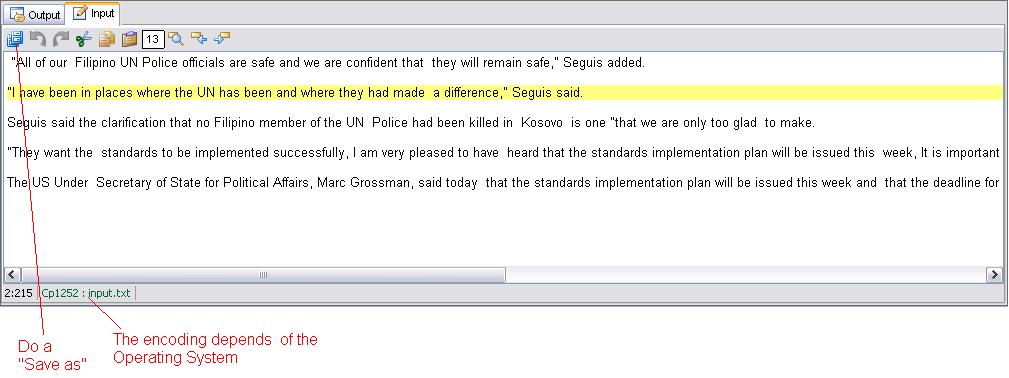 Output Input
13
"All of our Filipino UN Police officials are safe and we are confident that they will remain safe," Seguis added.
"I have been in places where the UN has been and where they had made a difference," Seguis said.
Seguis said the clarification that no Filipino member of the UN Police had been killed in Kosovo is one "that we are only too glad to make.
"They want the standards to be implemented successfully, I am very pleased to have heard that the standards implementation plan will be issued this week, It is important
The US Under Secretary of State for Political Affairs, Marc Grossman, said today that the standards implementation plan will be issued this week and that the deadline for
2:215 Cp1252 : input.txt
Do a
"Save as"
The encoding depends of the
Operating System